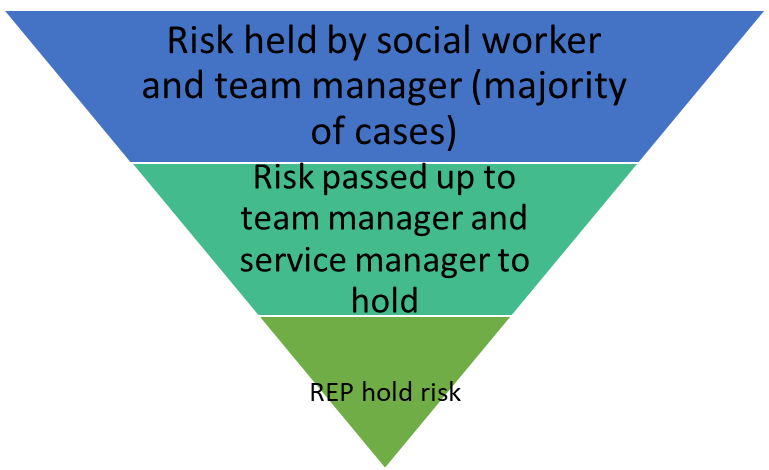 Risk held by social worker
and team manager (majority
of cases)
Risk passed up to
team manager and
service manager to
hold
REP hold risk